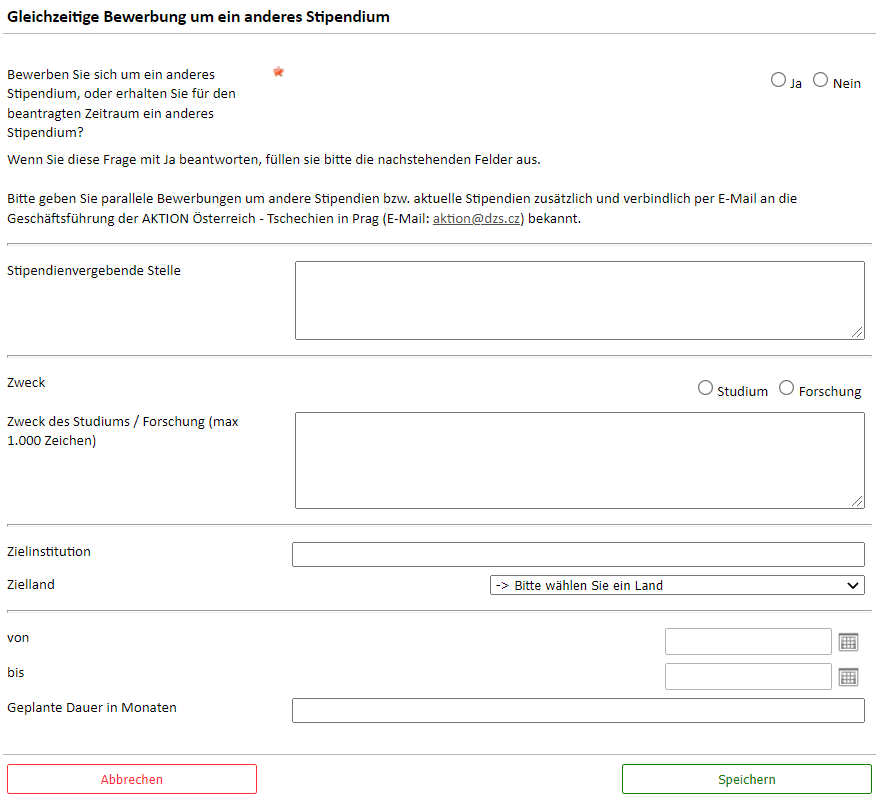 Gleichzeitige Bewerbung um ein anderes Stipendium
Bewerben Sie sich um ein anderes
Stipendium, oder erhalten Sie für den
beantragten Zeitraum ein anderes
Stipendium?
Ja Nein
Wenn Sie diese Frage mit Ja beantworten, füllen sie bitte die nachstehenden Felder aus.
Bitte geben Sie parallele Bewerbungen um andere Stipendien bzw. aktuelle Stipendien zusätzlich und verbindlich per E-Mail an die
Geschäftsführung der AKTION Österreich - Tschechien in Prag (E-Mail: aktion@dzs.cz) bekannt.
Stipendienvergebende Stelle
Zweck
Studium Forschung
Zweck des Studiums / Forschung (max
1.000 Zeichen)
Zielinstitution
Zielland
-> Bitte wählen Sie ein Land
von
bis
Geplante Dauer in Monaten
Abbrechen
Speichern